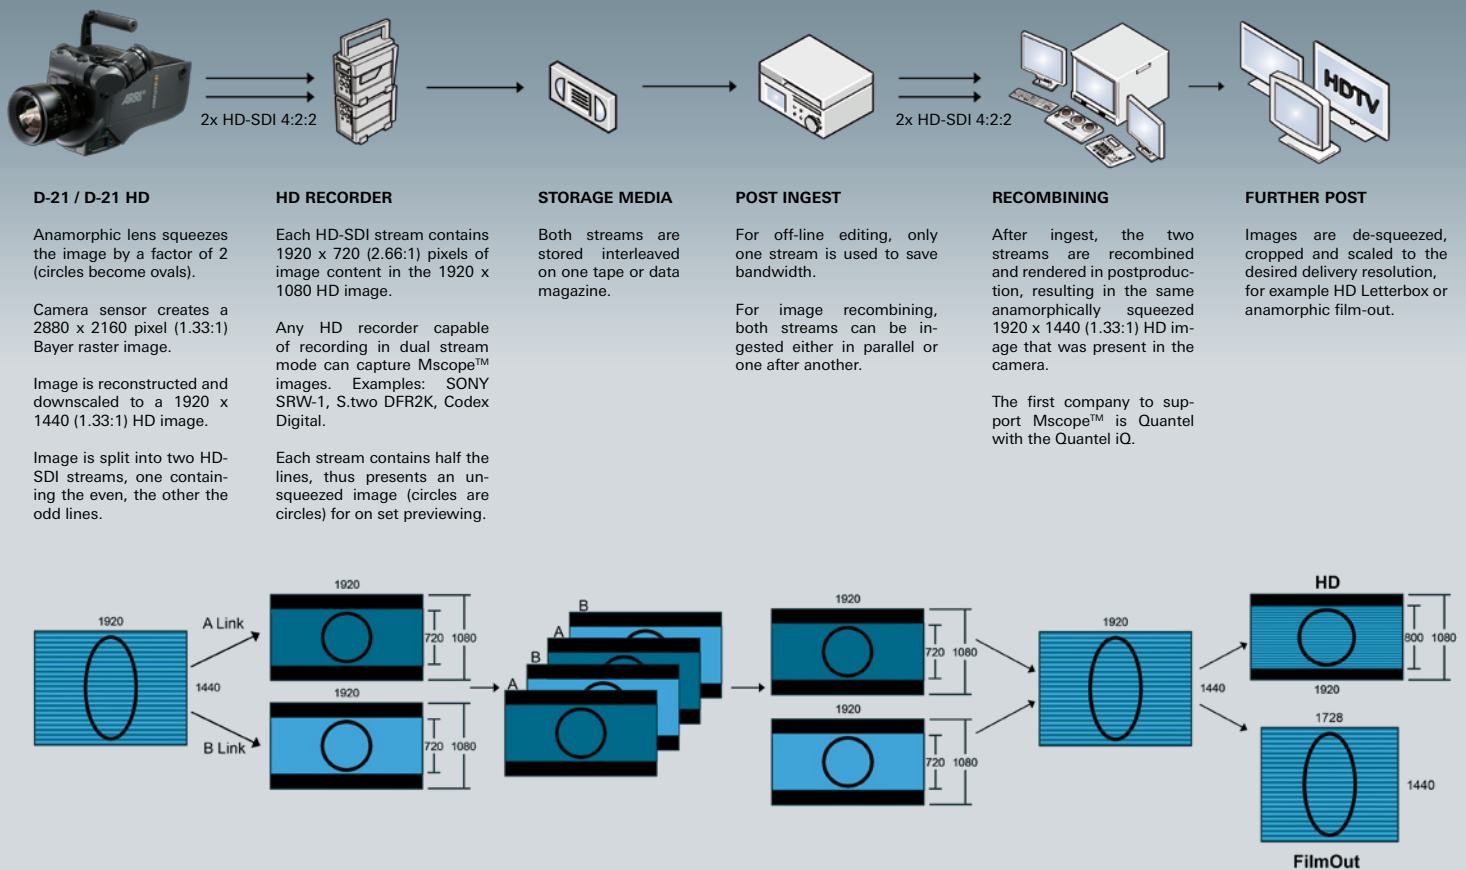 ARRI
HDTV
2x HD-SDI 4:2:2
2x HD-SDI 4:2:2
D-21 / D-21 HD
Anamorphic lens squeezes
the image by a factor of 2
(circles become ovals).
Camera sensor creates a
2880 x 2160 pixel (1.33:1)
Bayer raster image.
Image is reconstructed and
downscaled to a 1920 x
1440 (1.33:1) HD image.
Image is split into two HD-
SDI streams, one contain-
ing the even, the other the
odd lines.
HD RECORDER
Each HD-SDI stream contains
1920 x 720 (2.66:1) pixels of
image content in the 1920 x
1080 HD image.
Any HD recorder capable
of recording in dual stream
mode can capture Mscope™
images. Examples: SONY
SRW-1, S.two DFR2K, Codex
Digital.
Each stream contains half the
lines, thus presents an un-
squeezed image (circles are
circles) for on set previewing.
STORAGE MEDIA
Both streams are
stored interleaved
on one tape or data
magazine.
POST INGEST
For off-line editing, only
one stream is used to save
bandwidth.
For image recombining,
both streams can be in-
gested either in parallel or
one after another.
RECOMBINING
After ingest, the two
streams are recombined
and rendered in postproduc-
tion, resulting in the same
anamorphically squeezed
1920 x 1440 (1.33:1) HD im-
age that was present in the
camera.
The first company to sup-
port Mscope™ is Quantel
with the Quantel iQ.
FURTHER POST
Images are de-squeezed,
cropped and scaled to the
desired delivery resolution,
for example HD Letterbox or
anamorphic film-out.
1920
1440
A Link
B Link
1920
720
1080
1920
720
1080
B
A
B
A
1920
720
1080
1920
720
1080
1920
1440
HD
800
1080
1920
1728
1440
FilmOut